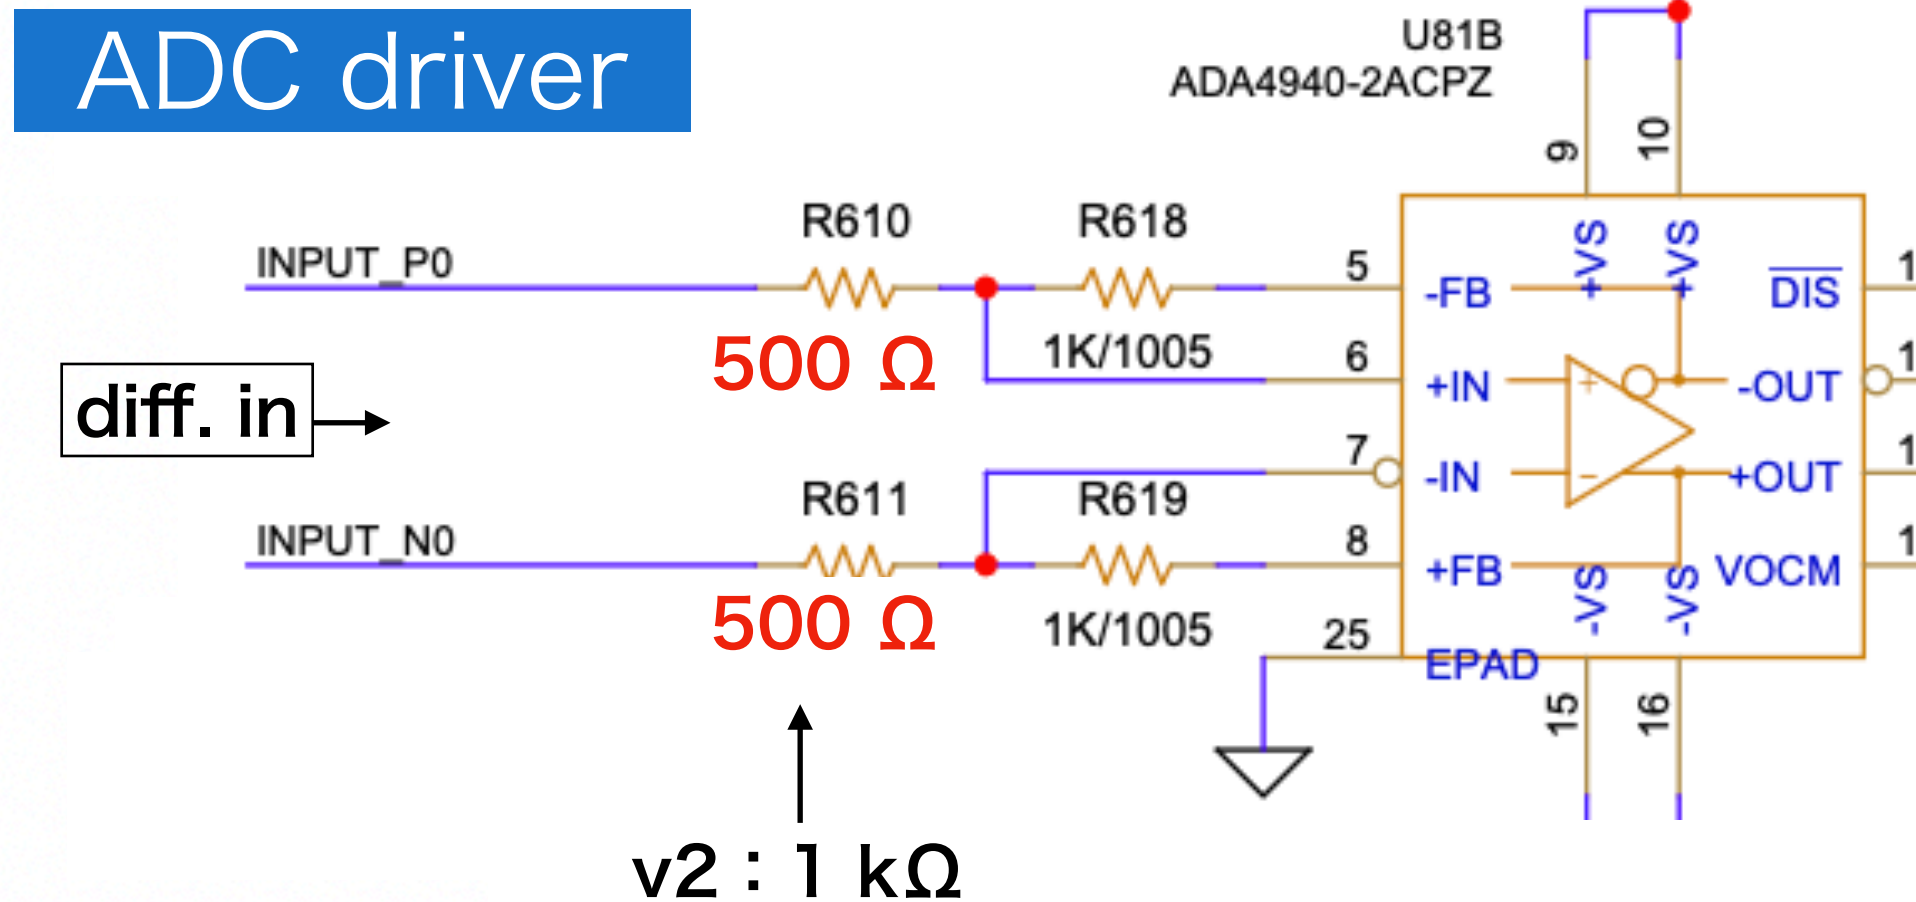 ADC driver
U81B
ADA4940-2ACPZ
9
10
R610
R618
INPUT_P0
5
-FB
+VS
+VS
DIS
1
500 Ω
1K/1005
6
+IN
-OUT
1
diff. in
7
-IN
+OUT
1
R611
R619
INPUT_N0
8
+FB
-VS
-VS
VOCM
1
500 Ω
1K/1005
25
EPAD
15
16
v2 : 1 kΩ